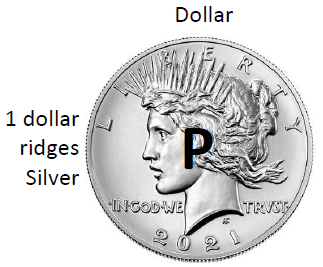 Dollar
LIBERTY
1 dollar
ridges
Silver
P
·IN·GOD·WE TRVST·
2021